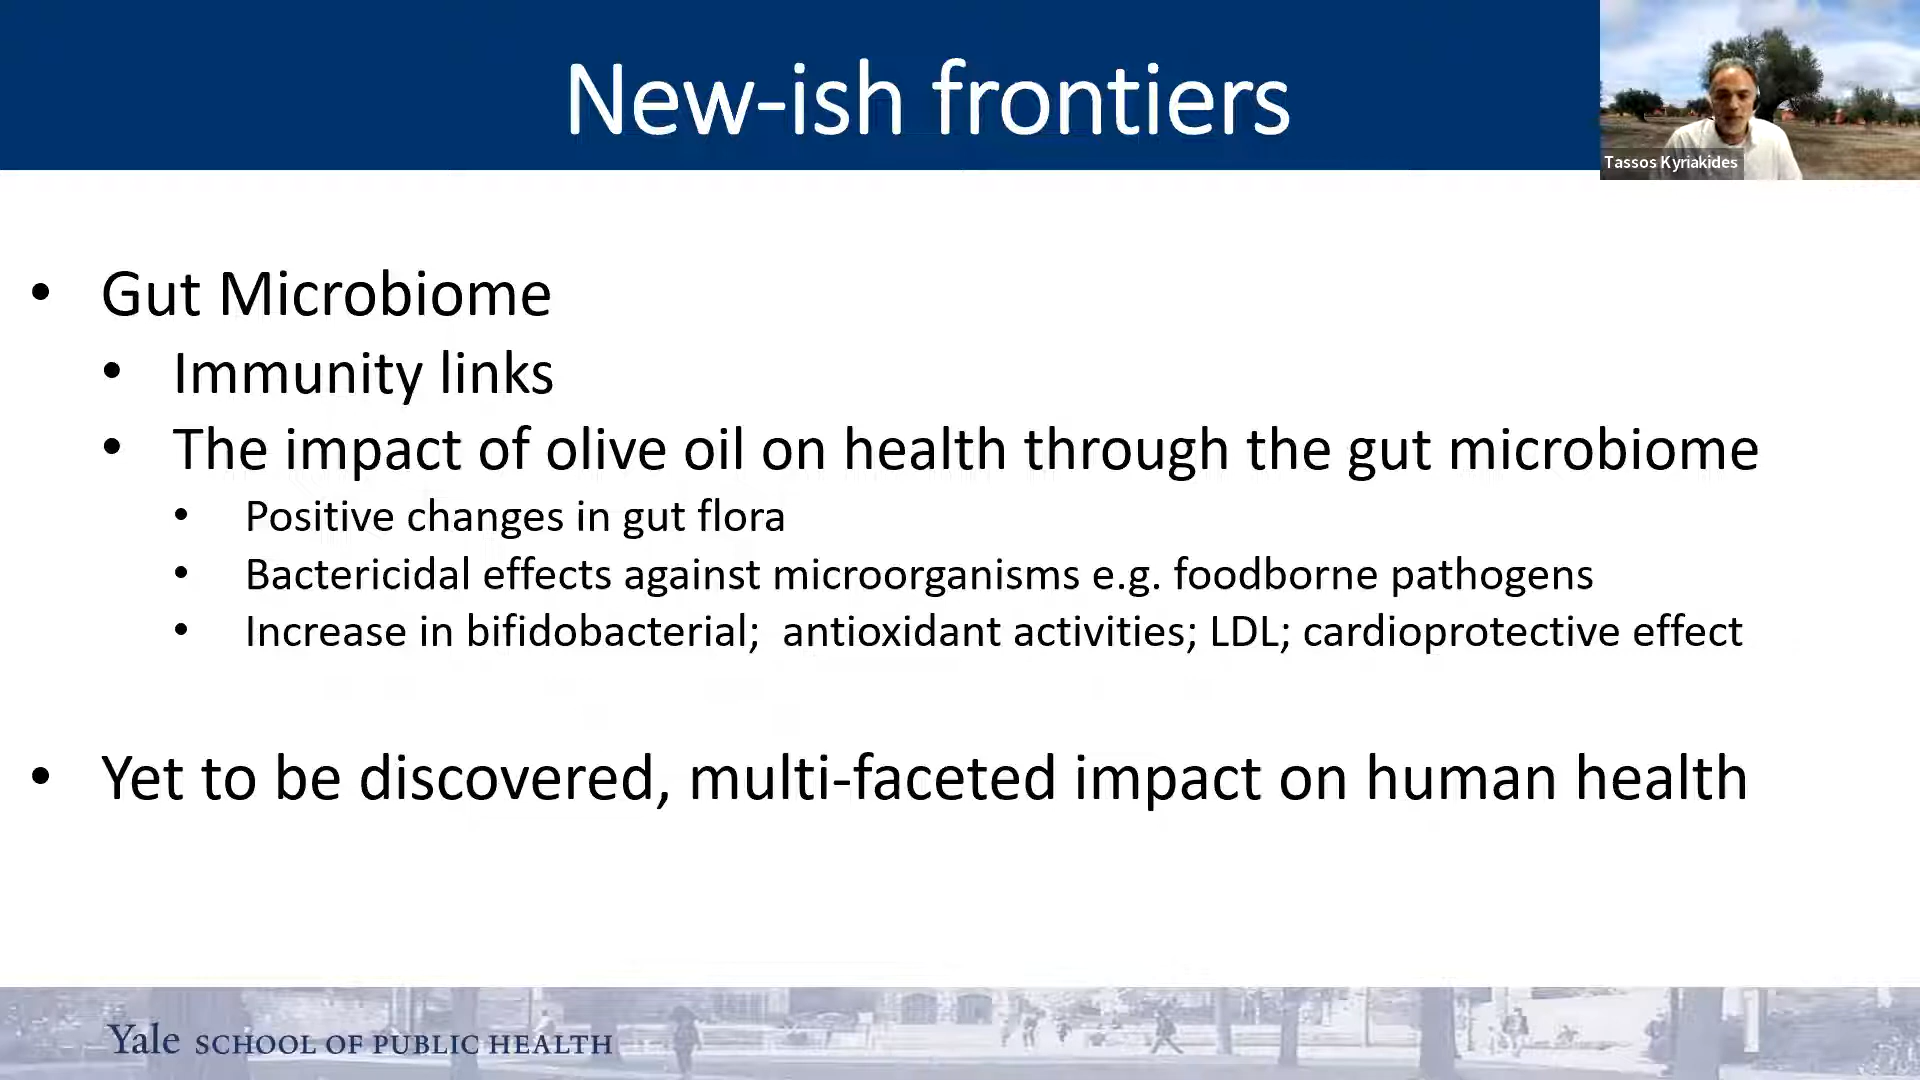 New-ish frontiers
Tassos Kyriakides
• Gut Microbiome
• Immunity links
• The impact of olive oil on health through the gut microbiome
• Positive changes in gut flora
• Bactericidal effects against microorganisms e.g. foodborne pathogens
• Increase in bifidobacterial;  antioxidant activities; LDL; cardioprotective effect
• Yet to be discovered, multi-faceted impact on human health
Yale SCHOOL OF PUBLIC HEALTH